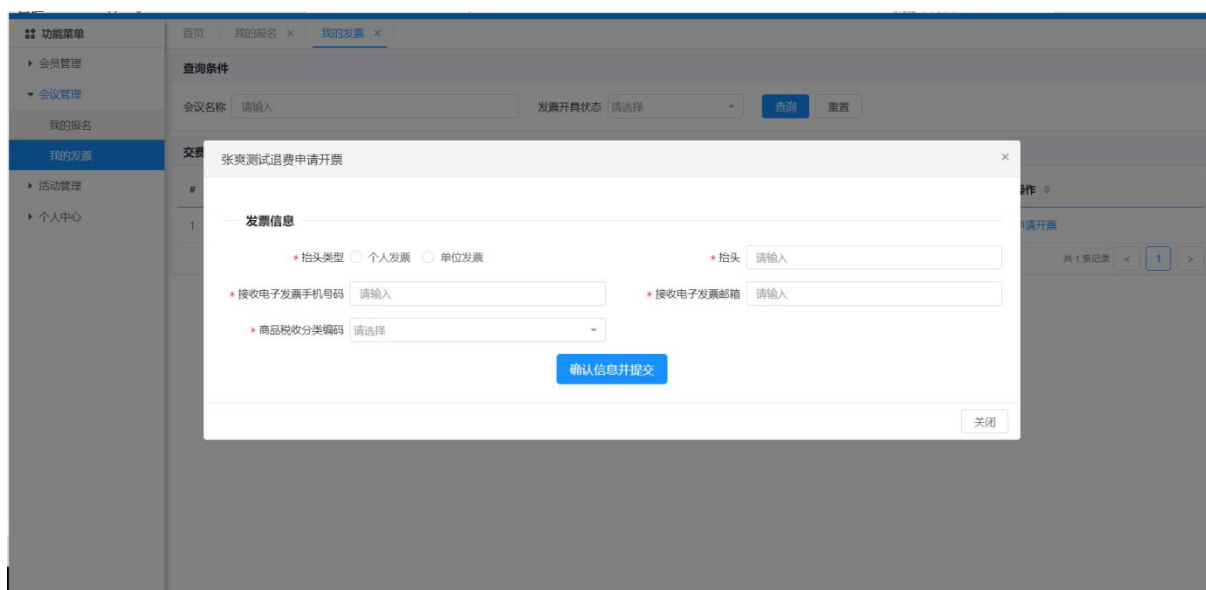 功能菜单
首页 我的报名 × 我的发票 ×
会员管理
查询条件
会议管理
会议名称 请输入 发票开具状态 请选择 查询 重置
我的报名
我的发票
交费
张爽测试退费申请开票 ×
活动管理
# 操作
个人中心
发票信息
1 申请开票
* 抬头类型 个人发票 单位发票 * 抬头 请输入
共 1 条记录 < 1 >
* 接收电子发票手机号码 请输入 * 接收电子发票邮箱 请输入
* 商品税收分类编码 请选择
确认信息并提交
关闭